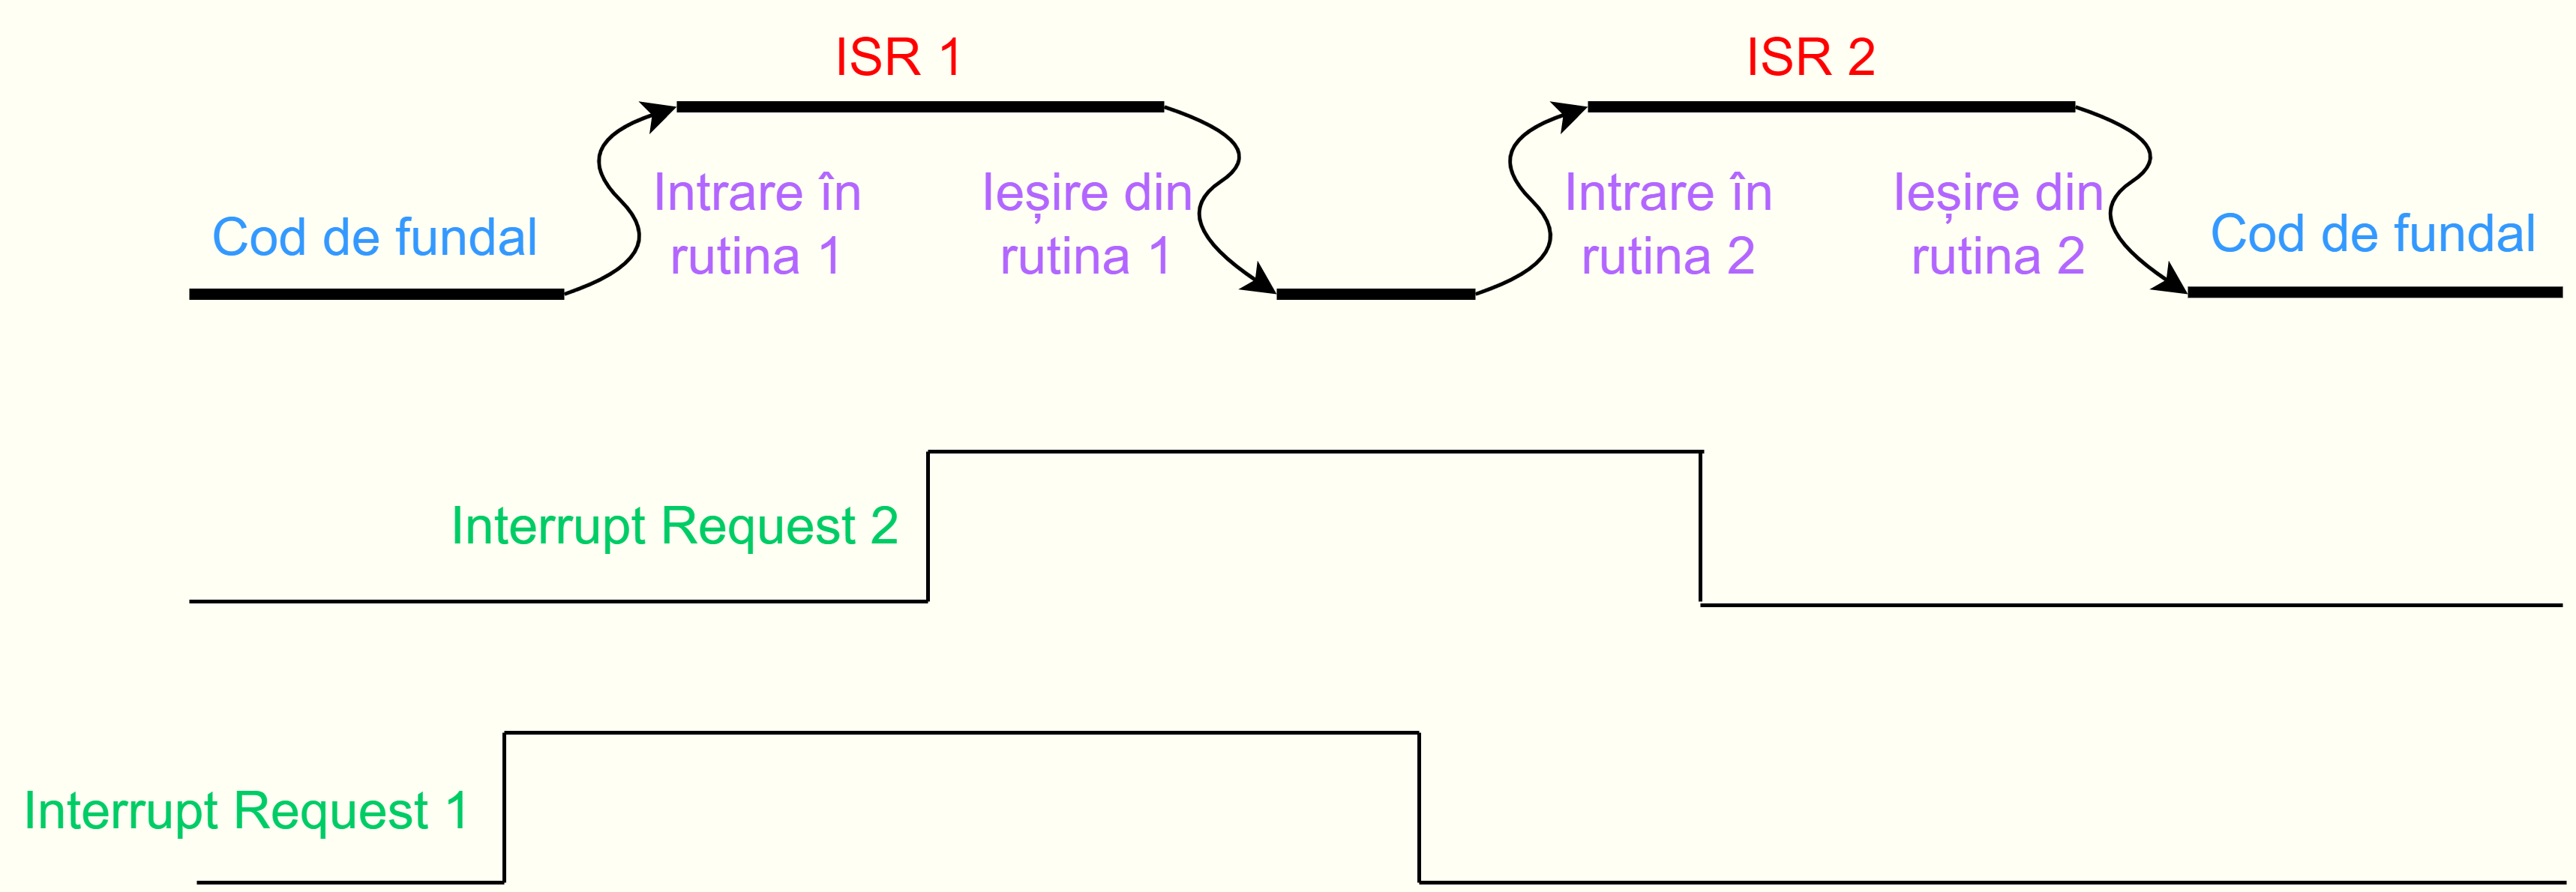 ISR 1
ISR 2
Cod de fundal
Intrare în
rutina 1
Ieșire din
rutina 1
Intrare în
rutina 2
Ieșire din
rutina 2
Cod de fundal
Interrupt Request 2
Interrupt Request 1